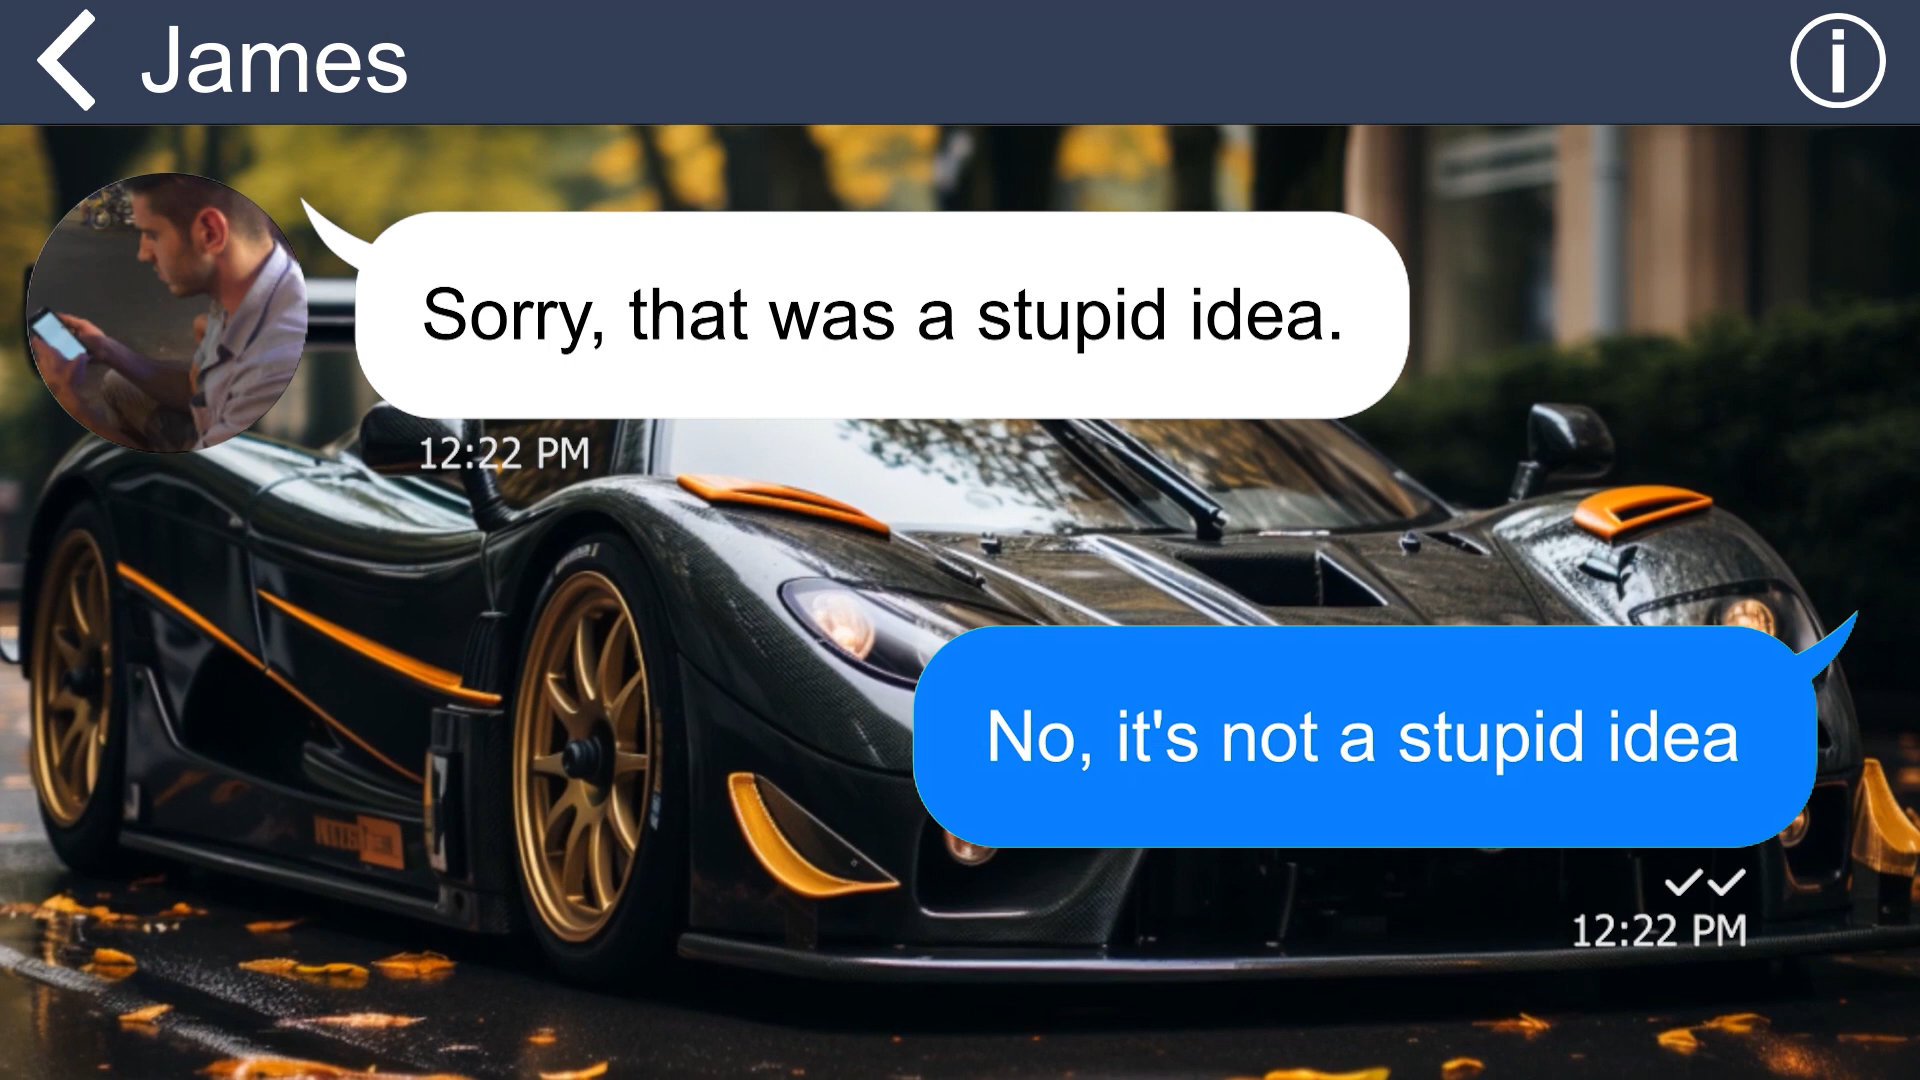 James
Sorry, that was a stupid idea.
12:22 PM
No, it's not a stupid idea
12:22 PM